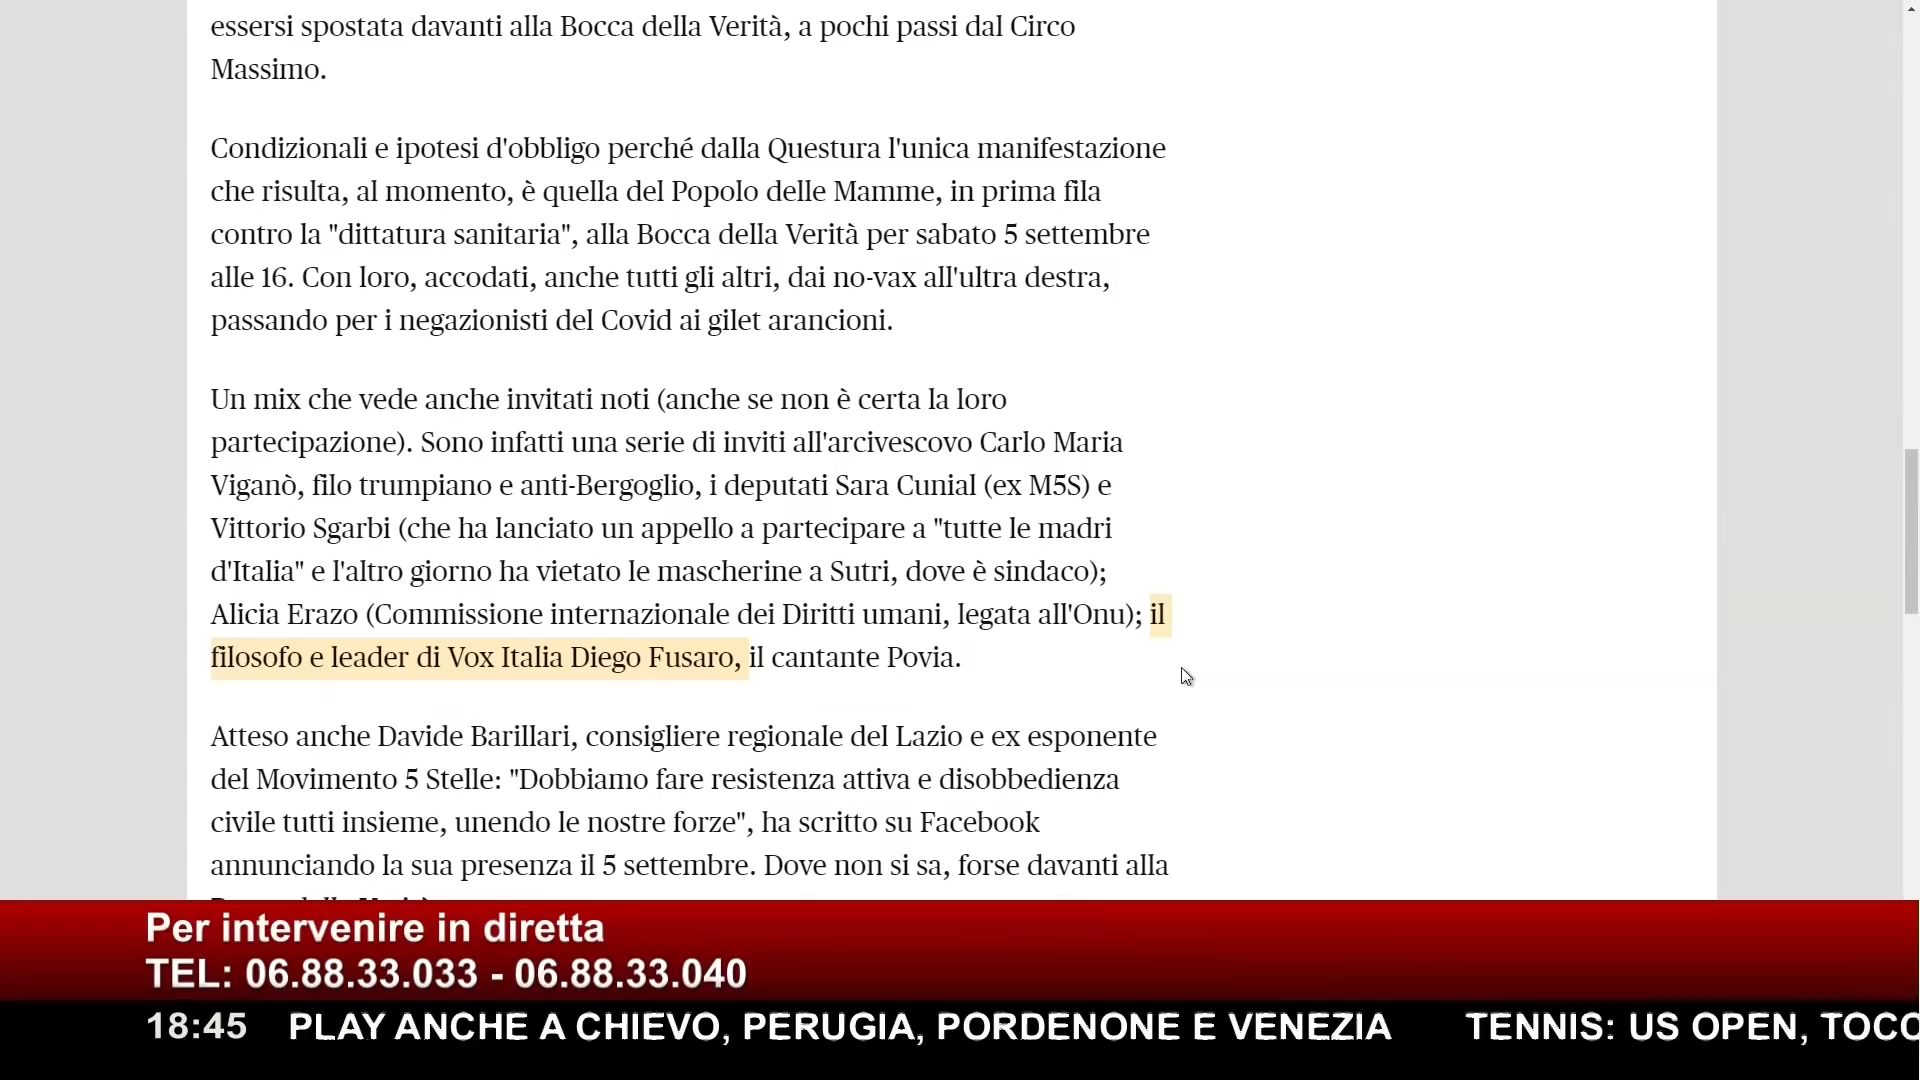 essersi spostata davanti alla Bocca della Verità, a pochi passi dal Circo
Massimo.
Condizionali e ipotesi d'obbligo perché dalla Questura l'unica manifestazione
che risulta, al momento, è quella del Popolo delle Mamme, in prima fila
contro la "dittatura sanitaria", alla Bocca della Verità per sabato 5 settembre
alle 16. Con loro, accodati, anche tutti gli altri, dai no-vax all'ultra destra,
passando per i negazionisti del Covid ai gilet arancioni.
Un mix che vede anche invitati noti (anche se non è certa la loro
partecipazione). Sono infatti una serie di inviti all'arcivescovo Carlo Maria
Viganò, filo trumpiano e anti-Bergoglio, i deputati Sara Cunial (ex M5S) e
Vittorio Sgarbi (che ha lanciato un appello a partecipare a "tutte le madri
d'Italia" e l'altro giorno ha vietato le mascherine a Sutri, dove è sindaco);
Alicia Erazo (Commissione internazionale dei Diritti umani, legata all'Onu); il
filosofo e leader di Vox Italia Diego Fusaro, il cantante Povia.
Atteso anche Davide Barillari, consigliere regionale del Lazio e ex esponente
del Movimento 5 Stelle: "Dobbiamo fare resistenza attiva e disobbedienza
civile tutti insieme, unendo le nostre forze", ha scritto su Facebook
annunciando la sua presenza il 5 settembre. Dove non si sa, forse davanti alla
Per intervenire in diretta
TEL: 06.88.33.033 - 06.88.33.040
18:45 PLAY ANCHE A CHIEVO, PERUGIA, PORDENONE E VENEZIA TENNIS: US OPEN,